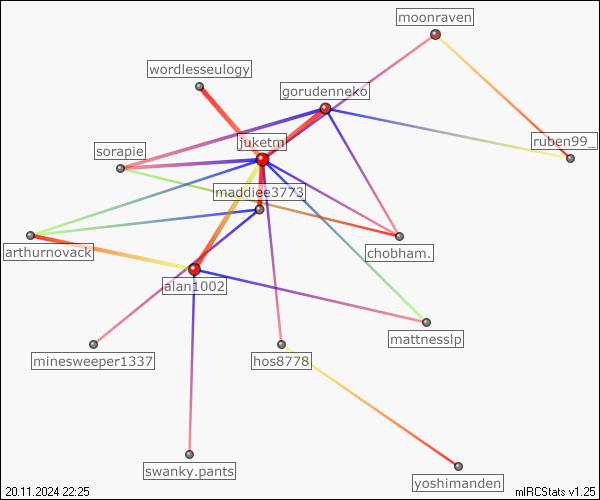 moonraven
wordlesseulogy
gorudenneko
juketm
ruben99_
sorapie
maddiee3773
arthurnovack
chobham.
alan1002
mattnesslp
minesweeper1337
hos8778
swanky.pants
yoshimanden
20.11.2024 22:25
mIRCStats v1.25